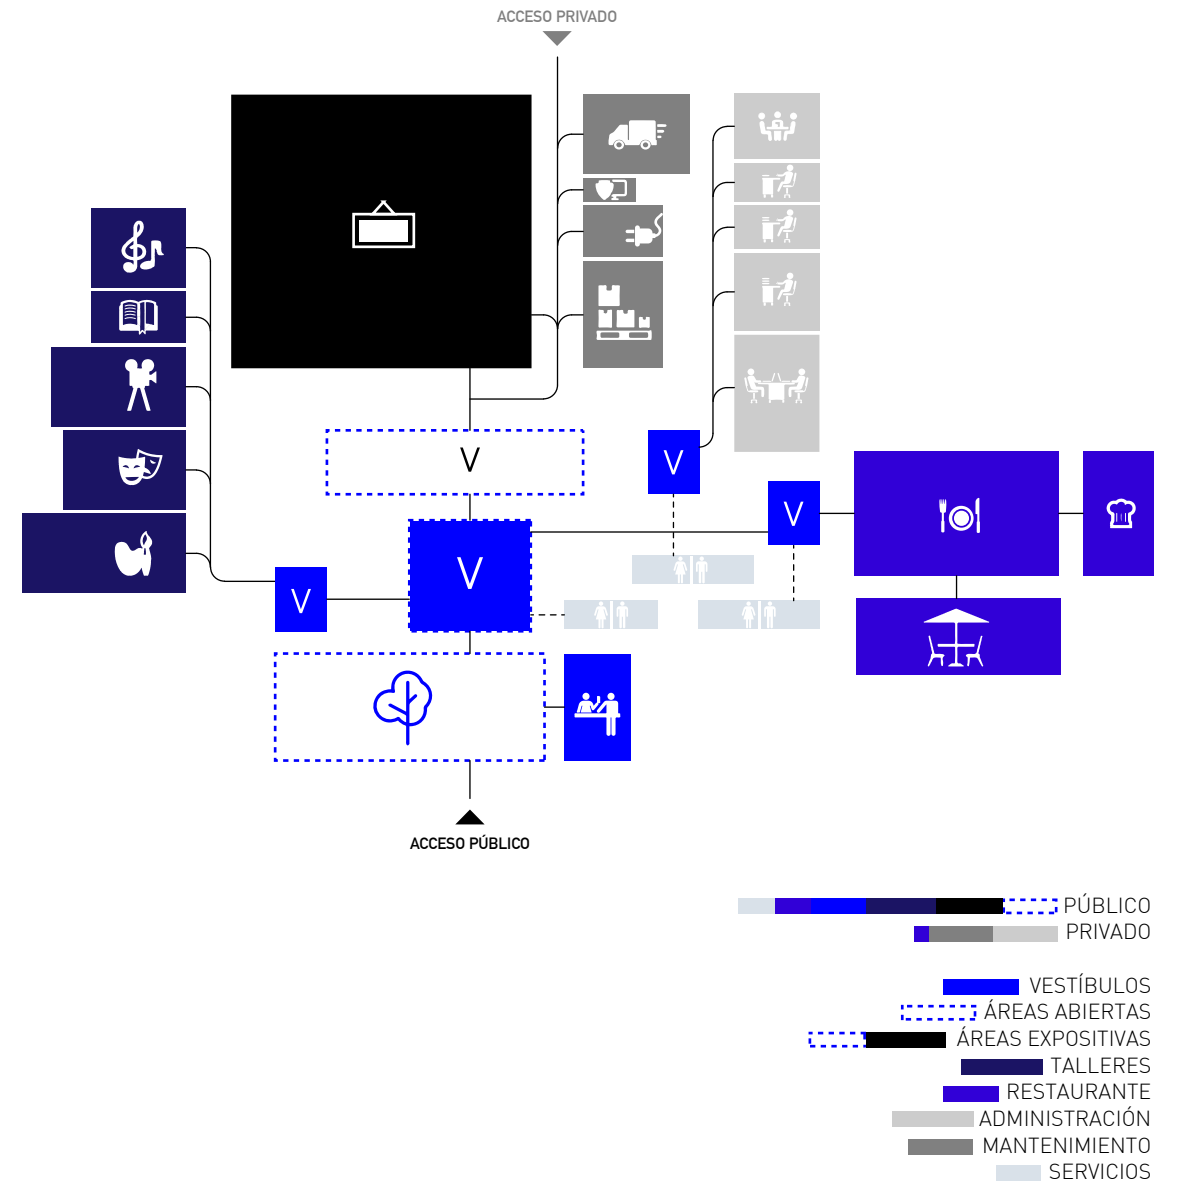 ACCESO PRIVADO
V
V
V
V
V
ACCESO PÚBLICO
PÚBLICO
PRIVADO
VESTÍBULOS
ÁREAS ABIERTAS
ÁREAS EXPOSITIVAS
TALLERES
RESTAURANTE
ADMINISTRACIÓN
MANTENIMIENTO
SERVICIOS